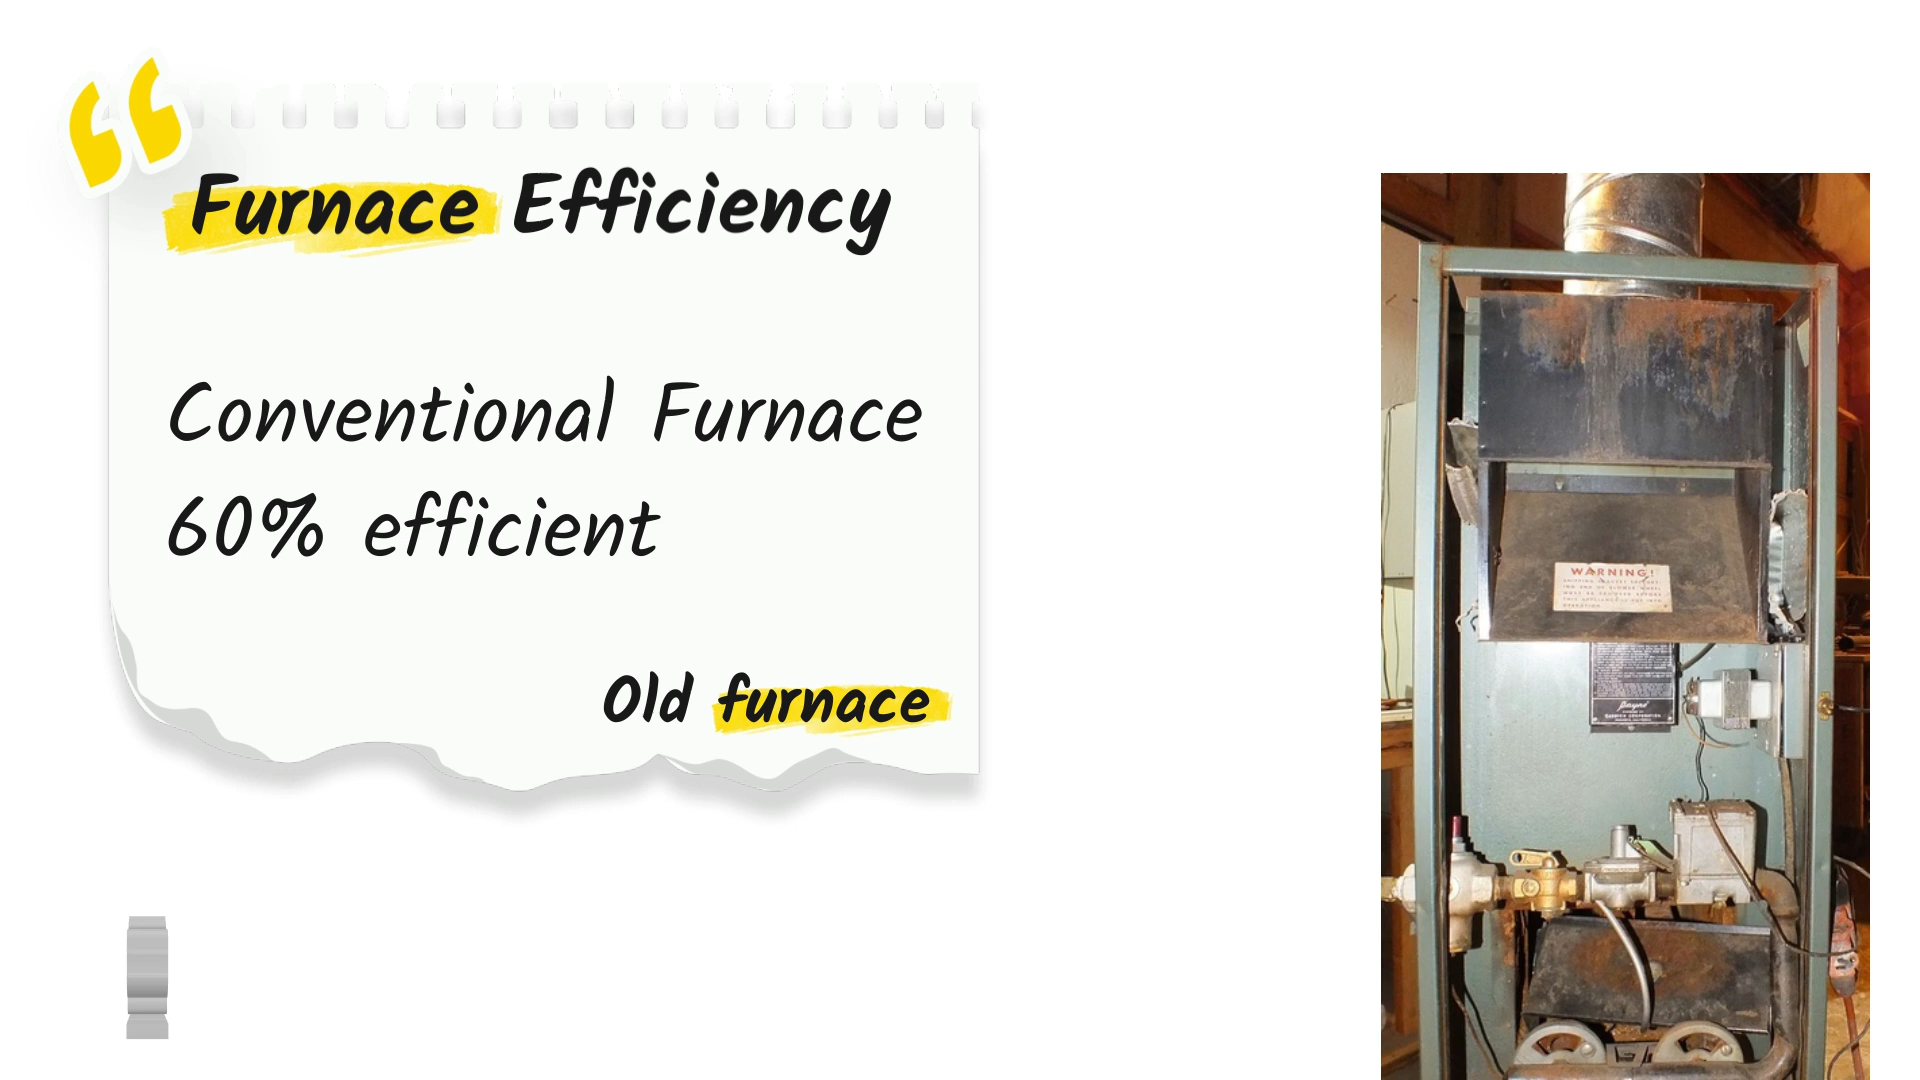 Furnace Efficiency
Conventional Furnace
60% efficient
Old furnace
WARNING!